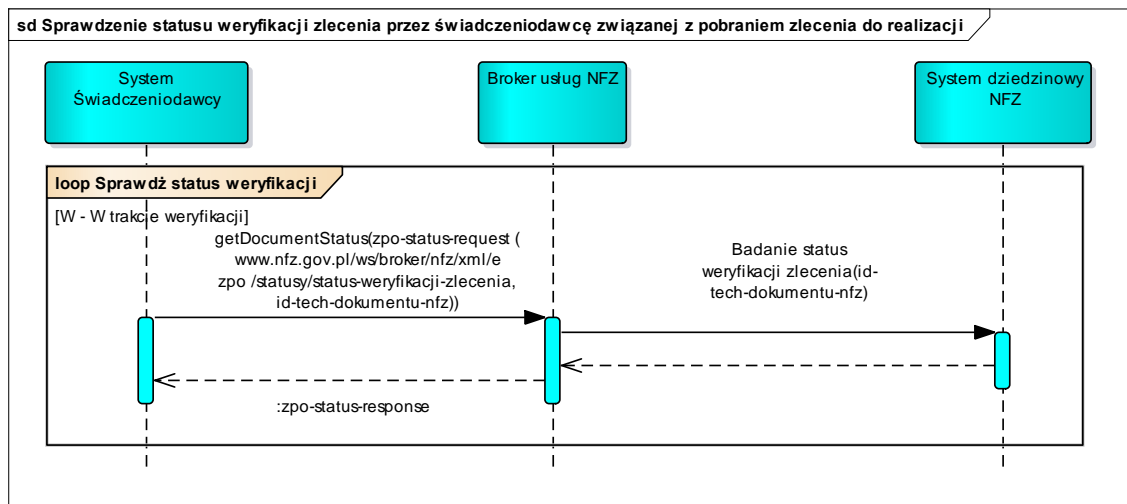 sd Sprawdzenie statusu weryfikacji zlecenia przez świadczeniodawcę związanej z pobraniem zlecenia do realizacji
System
Świadczeniodawcy
Broker usług NFZ
System dziedzinowy
NFZ
loop Sprawdź status weryfikacji
[W - W trakcie weryfikacji]
getDocumentStatus(zpo-status-request (
www.nfz.gov.pl/ws/broker/nfz/xml/e
zpo /statusy/status-weryfikacji-zlecenia,
id-tech-dokumentu-nfz))
Badanie status
weryfikacji zlecenia(id-
tech-dokumentu-nfz)
:zpo-status-response